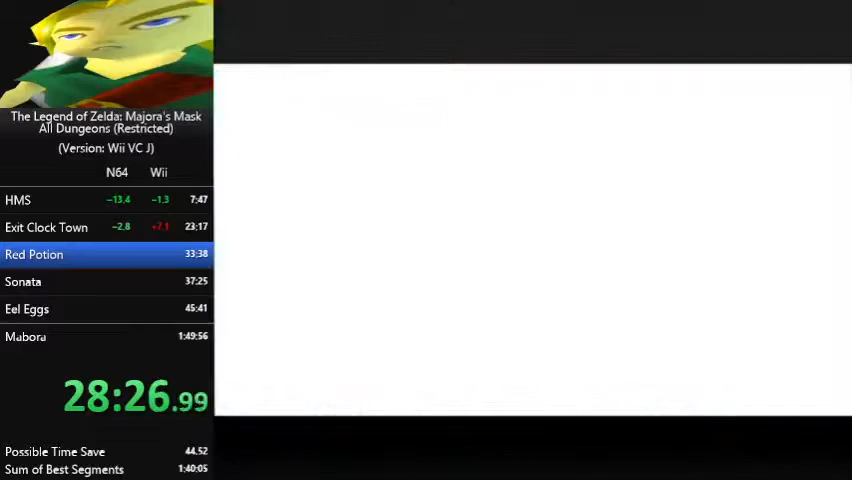 The Legend of Zelda: Majora's Mask
All Dungeons (Restricted)
(Version: Wii VC J)
N64 Wii
HMS −13.4 −1.3 7:47
Exit Clock Town −2.8 +7.1 23:17
Red Potion 33:38
Sonata 37:25
Eel Eggs 45:41
Mabora 1:49:56
28:26.99
Possible Time Save 44.52
Sum of Best Segments 1:40:05